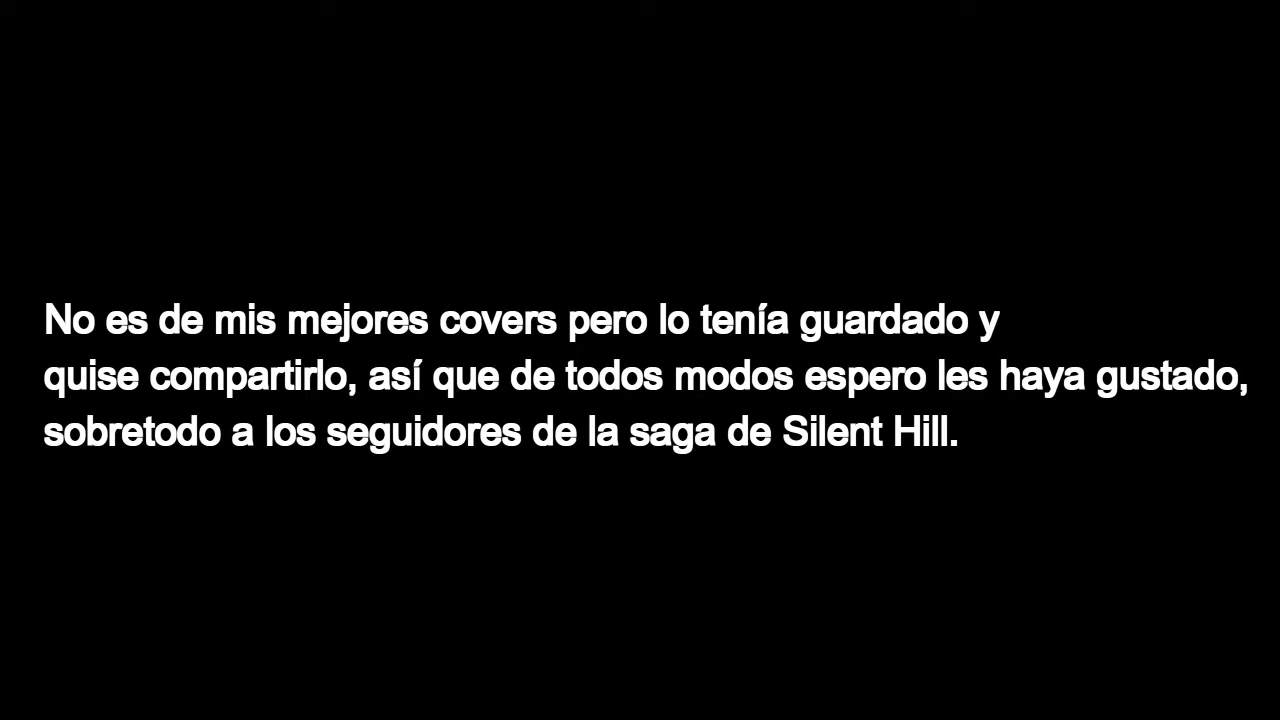 No es de mis mejores covers pero lo tenía guardado y
quise compartirlo, así que de todos modos espero les haya gustado,
sobretodo a los seguidores de la saga de Silent Hill.